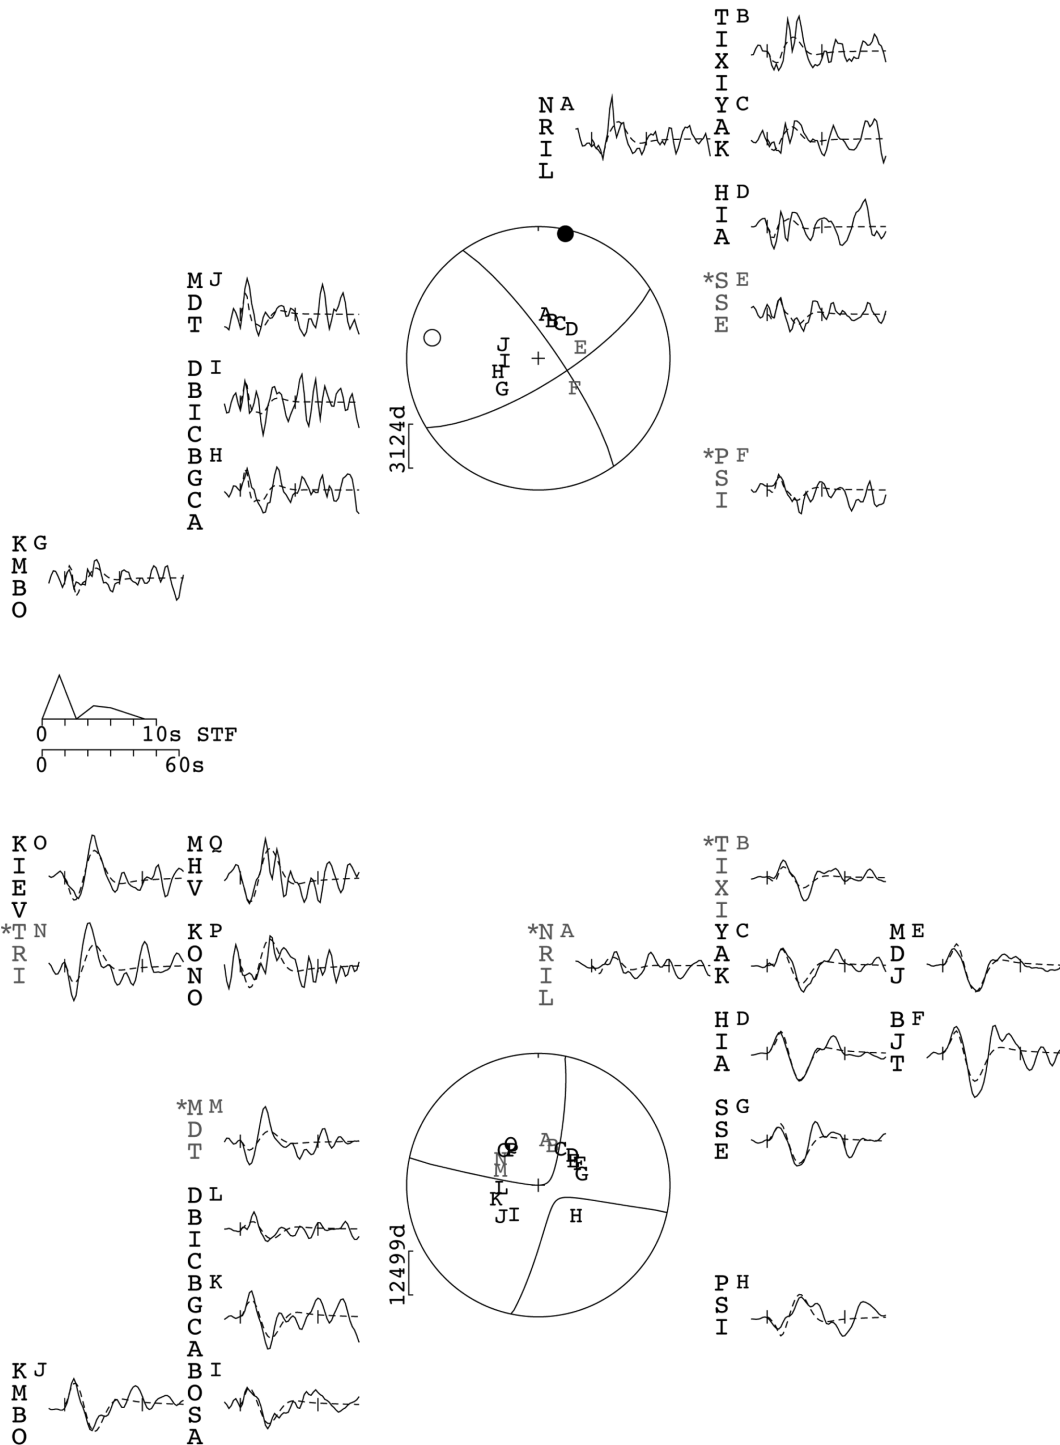 TIXI B
NRIL A
YAK C
HIA D
MDT J
*SSE E
A
B
C
D
J
E
I
H
G
F
DBIC I
3124d
BGCA H
*PSI F
KMBO G
0 10s STF
0 60s
KIEV O
MHV Q
*TIXI B
*TRI N
KONO P
*NRIL A
YAK C
MDJ E
HIA D
BJT F
*MDT M
SSE G
A
B
C
D
E
F
G
Q
P
O
N
M
L
K
J
I
H
DBIC L
12499d
BGCA K
PSI H
KMBO J
BOSA I